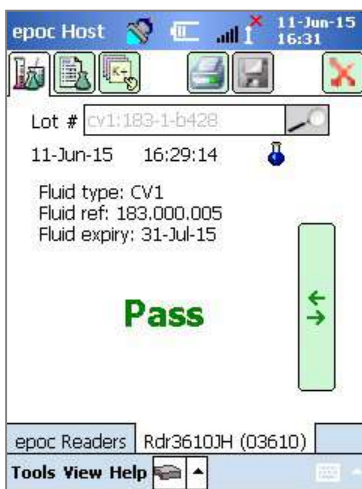 epoc Host
11-Jun-15
16:31
Lot # cv1:183-1-b428
11-Jun-15 16:29:14
Fluid type: CV1
Fluid ref: 183.000.005
Fluid expiry: 31-Jul-15
Pass
epoc Readers Rdr3610JH (03610)
Tools View Help